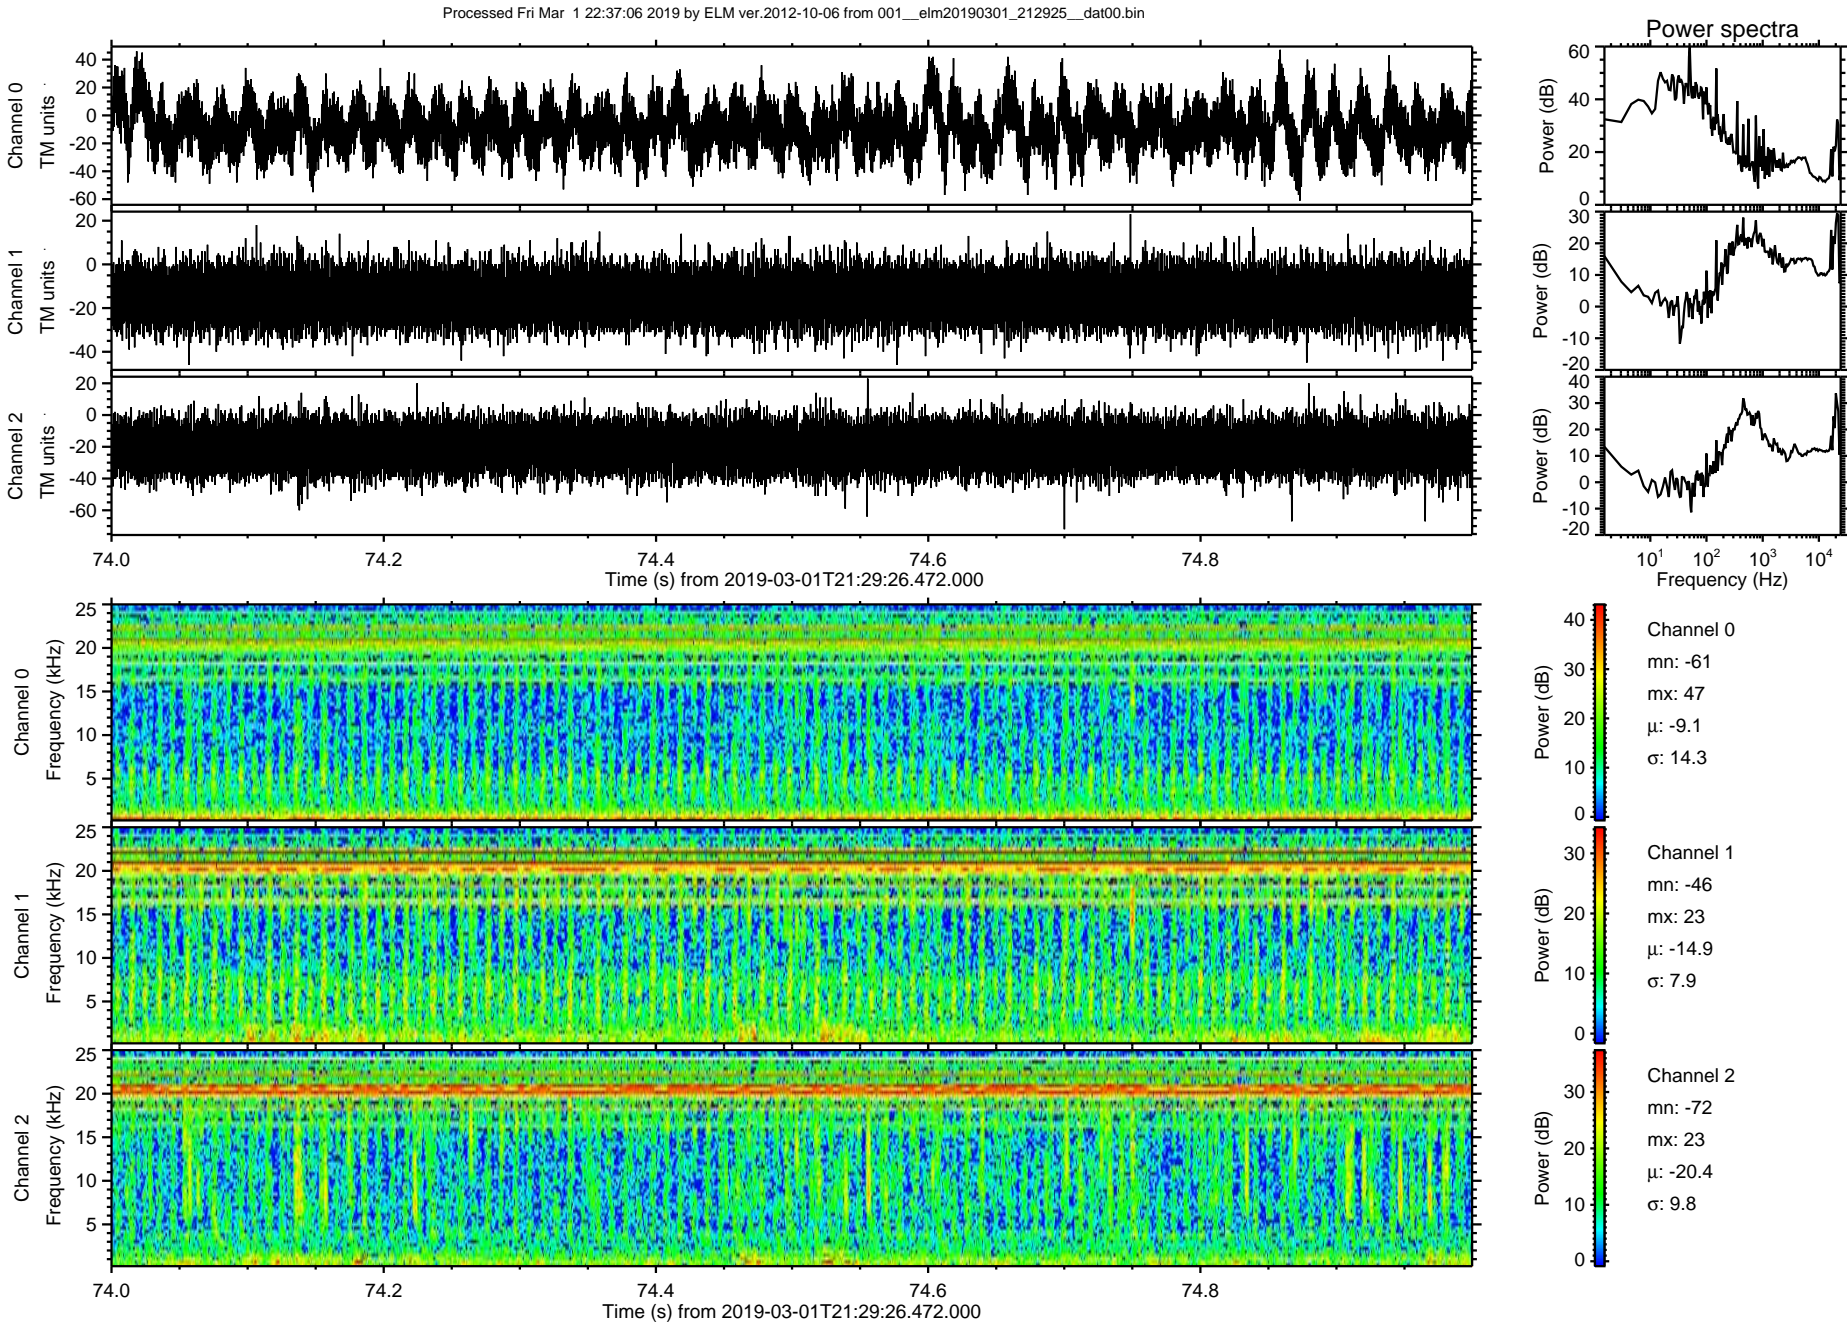 Processed Fri Mar 1 22:37:06 2019 by ELM ver.2012-10-06 from 001__elm20190301_212925__dat00.bin
Power spectra
Channel 0
TM units
40
20
0
-20
-40
-60
Power (dB)
60
40
20
0
Channel 1
TM units
20
0
-20
-40
Power (dB)
30
20
10
0
-10
-20
Channel 2
TM units
20
0
-20
-40
-60
Power (dB)
40
30
20
10
0
-10
-20
74.0 74.2 74.4 74.6 74.8
Time (s) from 2019-03-01T21:29:26.472.000
10^1 10^2 10^3 10^4
Frequency (Hz)
Channel 0
Frequency (kHz)
25
20
15
10
5
Power (dB)
40
30
20
10
0
Channel 0
mn: -61
mx: 47
μ: -9.1
σ: 14.3
Channel 1
Frequency (kHz)
25
20
15
10
5
Power (dB)
30
20
10
0
Channel 1
mn: -46
mx: 23
μ: -14.9
σ: 7.9
Channel 2
Frequency (kHz)
25
20
15
10
5
Power (dB)
30
20
10
0
Channel 2
mn: -72
mx: 23
μ: -20.4
σ: 9.8
74.0 74.2 74.4 74.6 74.8
Time (s) from 2019-03-01T21:29:26.472.000